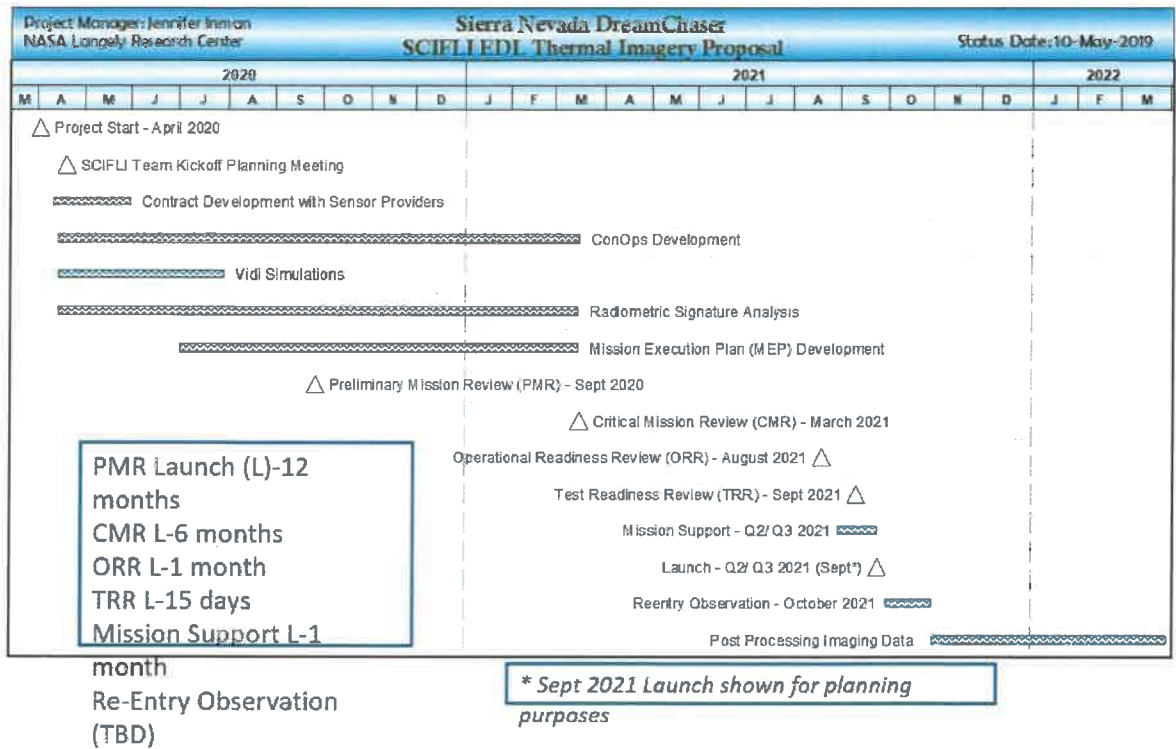 Project Manager: Jennifer Inman
NASA Langely Research Center
Sierra Nevada DreamChaser
SCIFLI EDL Thermal Imagery Proposal
Status Date: 10-May-2019
2020 2021 2022
M A M J J A S O N D J F M A M J J A S O N D J F M
Project Start - April 2020
SCIFLI Team Kickoff Planning Meeting
Contract Development with Sensor Providers
ConOps Development
Vidi Simulations
Radiometric Signature Analysis
Mission Execution Plan (MEP) Development
Preliminary Mission Review (PMR) - Sept 2020
Critical Mission Review (CMR) - March 2021
Operational Readiness Review (ORR) - August 2021
Test Readiness Review (TRR) - Sept 2021
Mission Support - Q2/ Q3 2021
Launch - Q2/ Q3 2021 (Sept*)
Reentry Observation - October 2021
Post Processing Imaging Data
PMR Launch (L)-12
months
CMR L-6 months
ORR L-1 month
TRR L-15 days
Mission Support L-1
month
Re-Entry Observation
(TBD)
* Sept 2021 Launch shown for planning
purposes